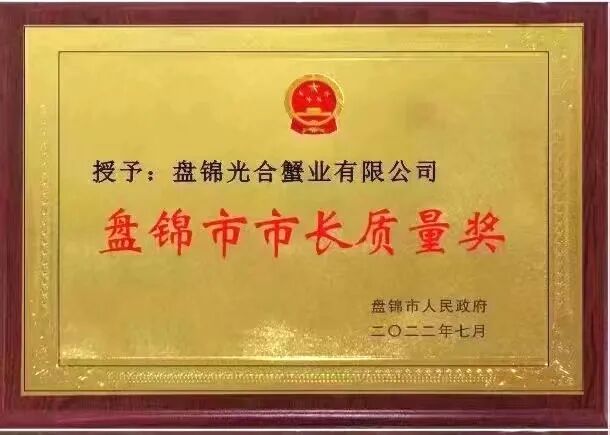 授予：盘锦光合蟹业有限公司
盘锦市市长质量奖
盘锦市人民政府
二〇二二年七月